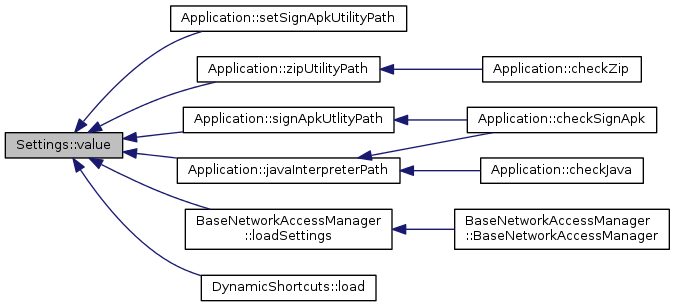 Application::setSignApkUtilityPath
Application::zipUtilityPath
Application::checkZip
Application::signApkUtlityPath
Application::checkSignApk
Settings::value
Application::javaInterpreterPath
Application::checkJava
BaseNetworkAccessManager
::loadSettings
BaseNetworkAccessManager
::BaseNetworkAccessManager
DynamicShortcuts::load